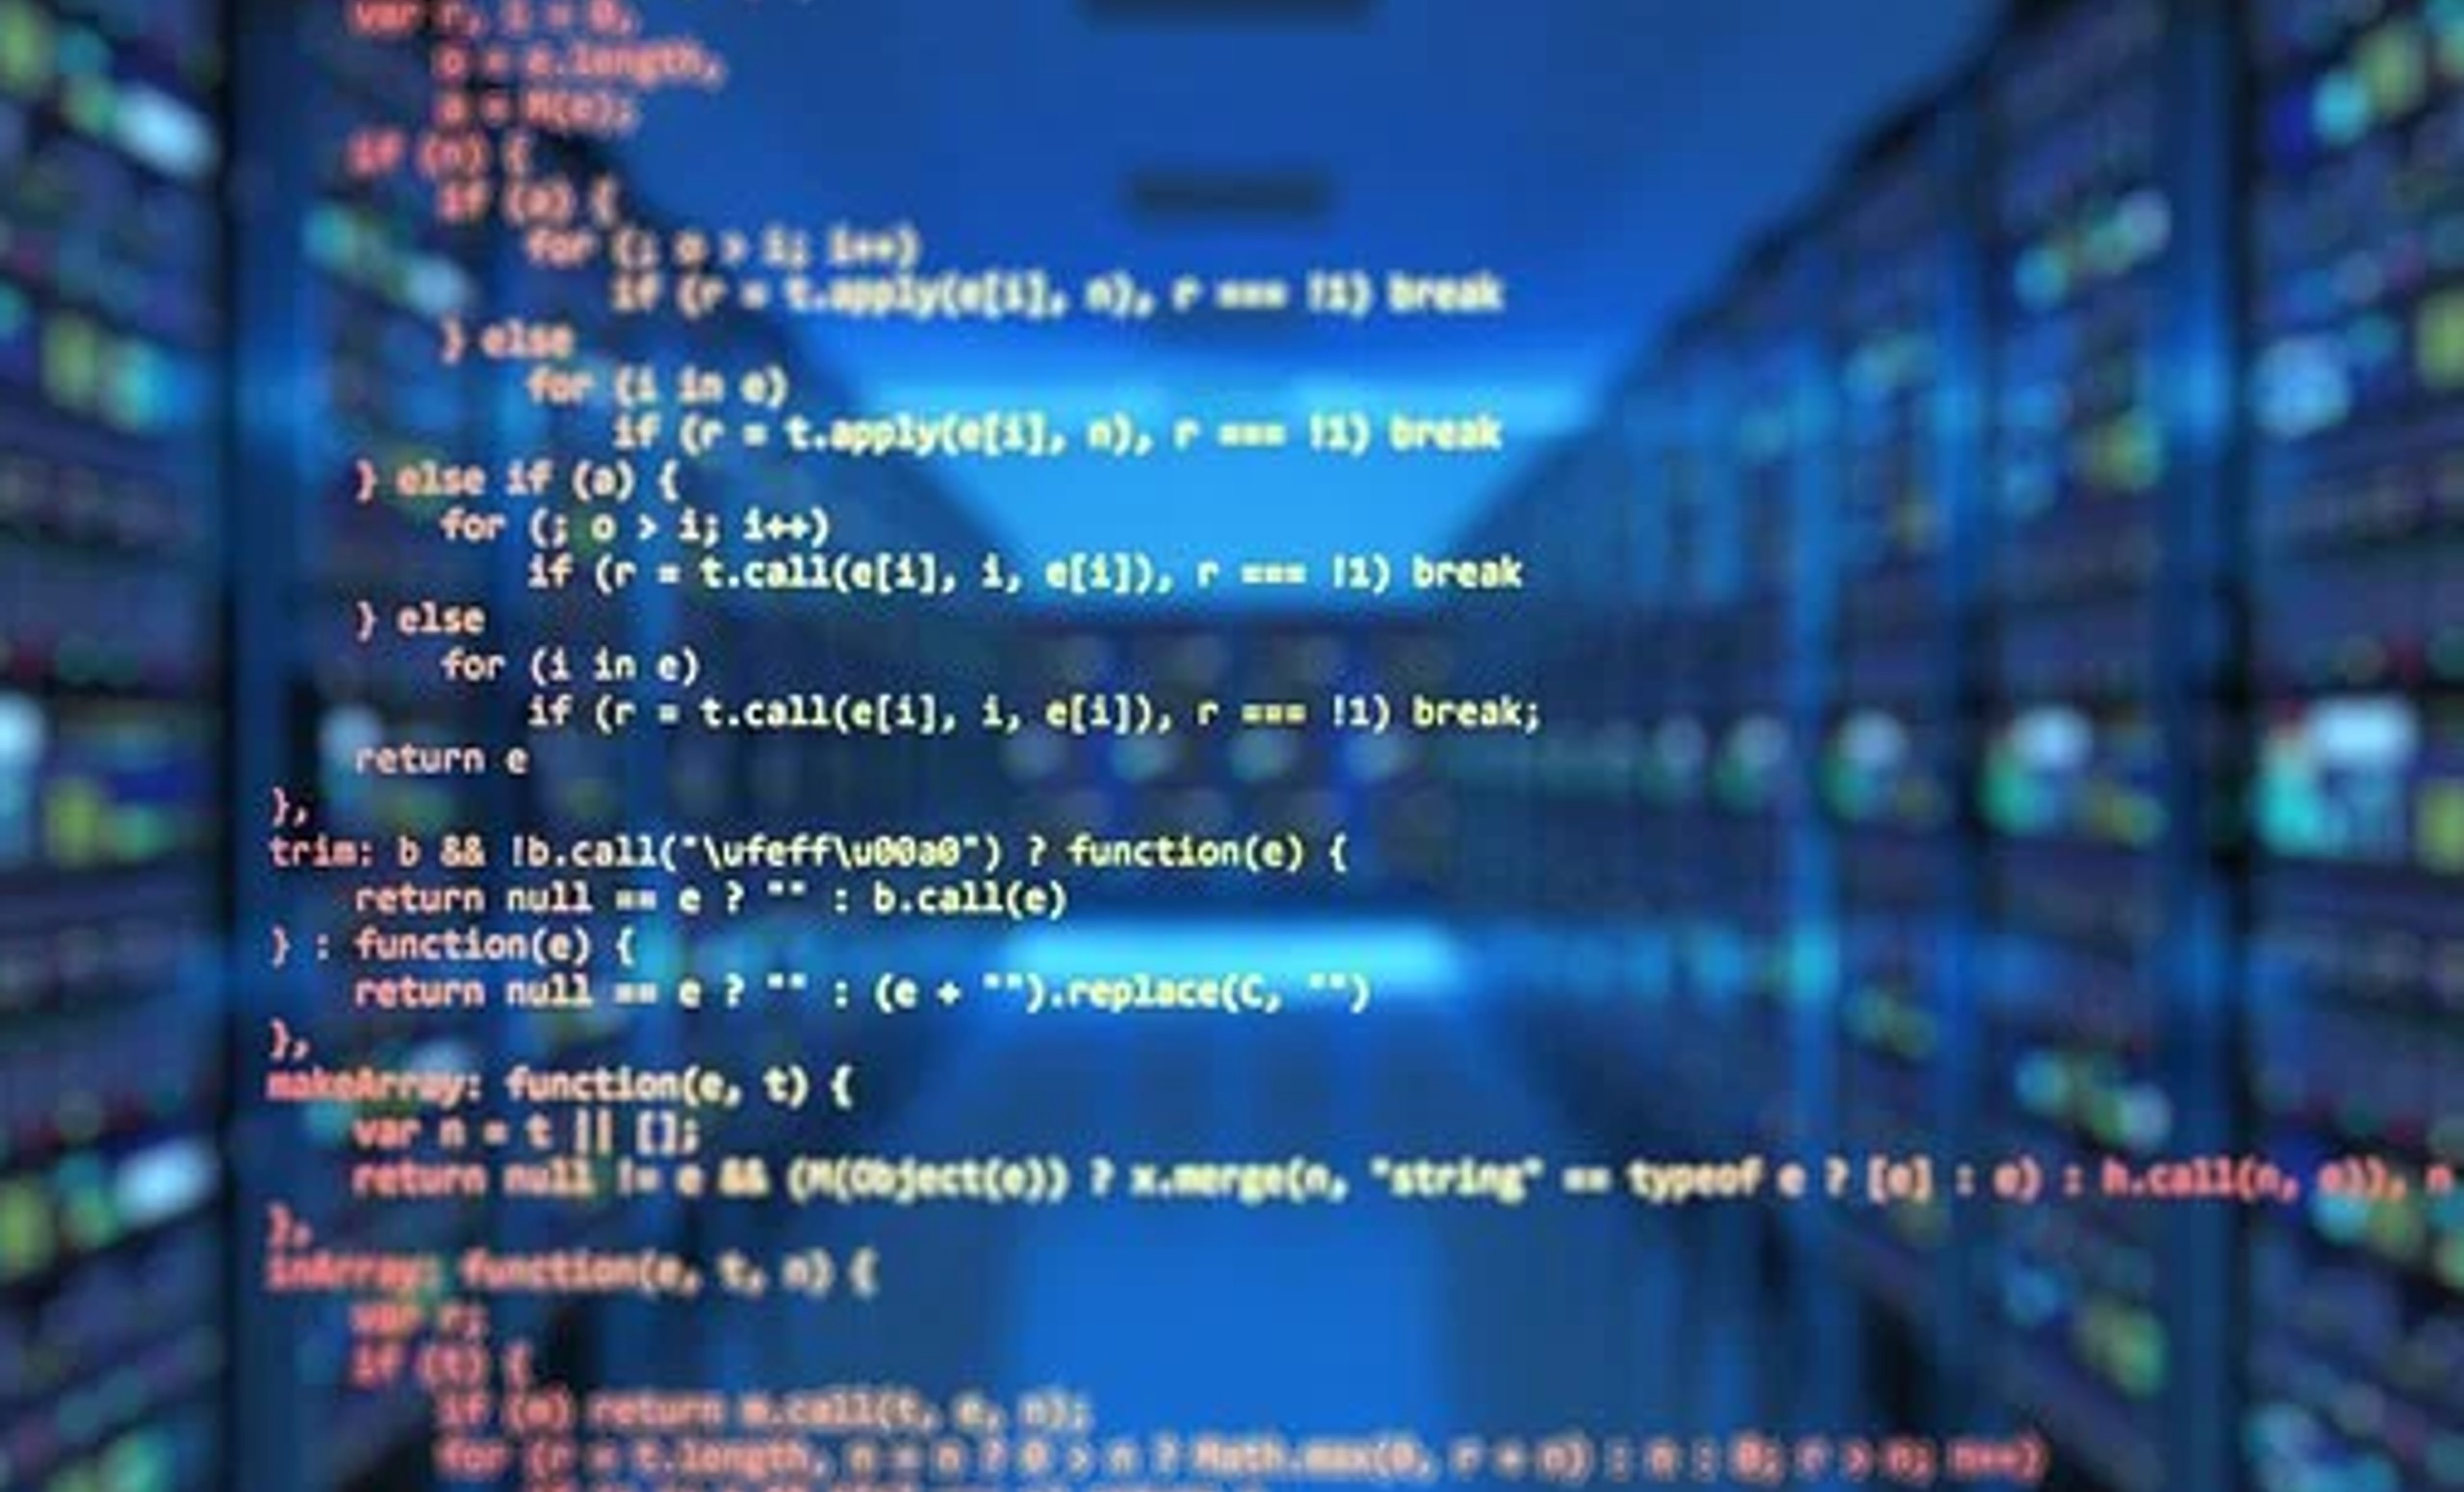 var r, i = 0,
o = e.length,
a = M(e);
if (n) {
if (a) {
for (; o > i; i++)
if (r = t.apply(e[i], n), r === !1) break
} else
for (i in e)
if (r = t.apply(e[i], n), r === !1) break
} else if (a) {
for (; o > i; i++)
if (r = t.call(e[i], i, e[i]), r === !1) break
} else
for (i in e)
if (r = t.call(e[i], i, e[i]), r === !1) break;
return e
},
trim: b && !b.call("\ufeff\u00a0") ? function(e) {
return null == e ? "" : b.call(e)
} : function(e) {
return null == e ? "" : (e + "").replace(C, "")
},
makeArray: function(e, t) {
var n = t || [];
return null != e && (M(Object(e)) ? x.merge(n, "string" == typeof e ? [e] : e) : h.call(n, e)), n
},
inArray: function(e, t, n) {
var r;
if (t) {
if (m) return m.call(t, e, n);
for (r = t.length, n = n ? 0 > n ? Math.max(0, r + n) : n : 0; r > n; n++)